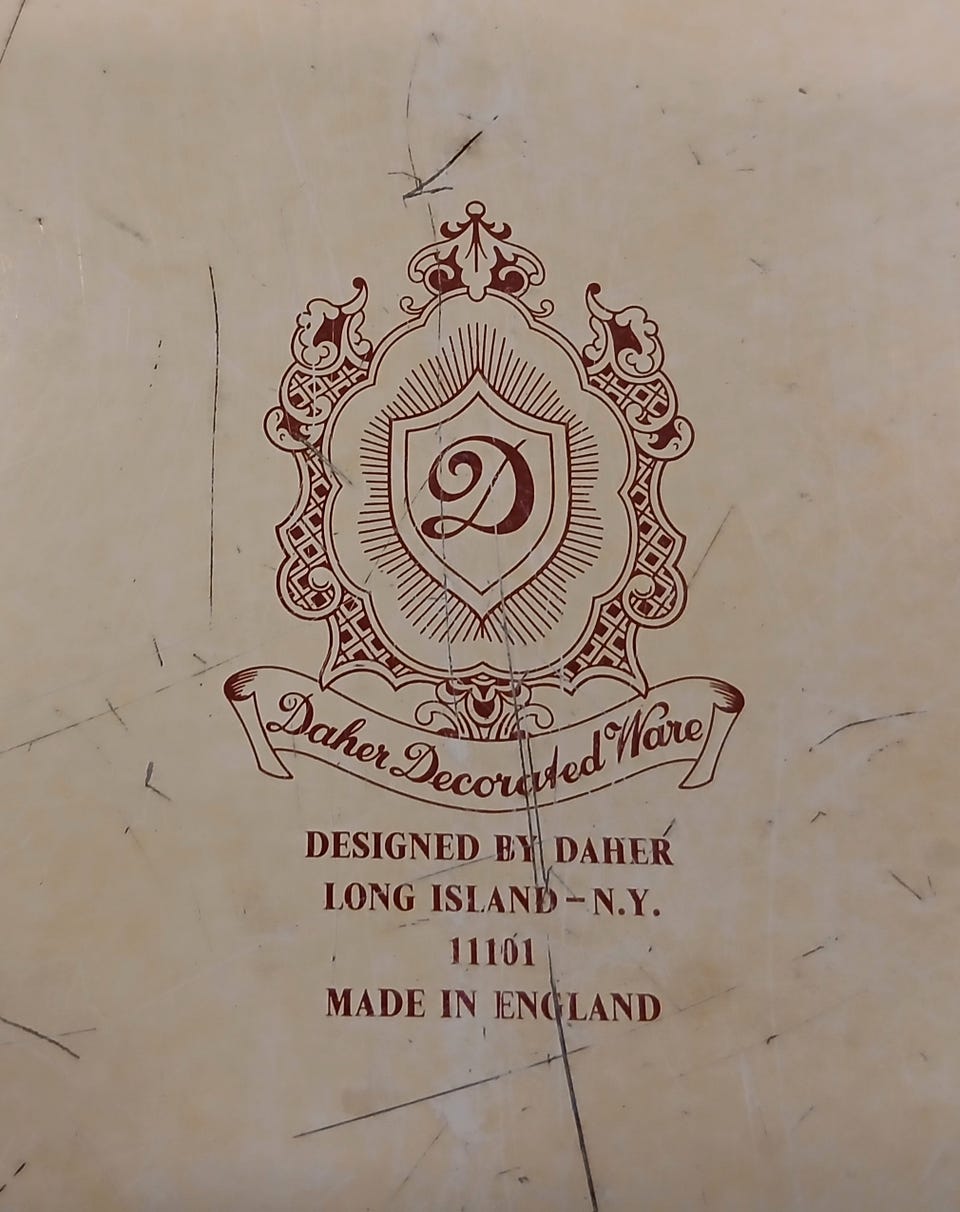 D
Daher Decorated Ware
DESIGNED BY DAHER
LONG ISLAND - N.Y.
11101
MADE IN ENGLAND